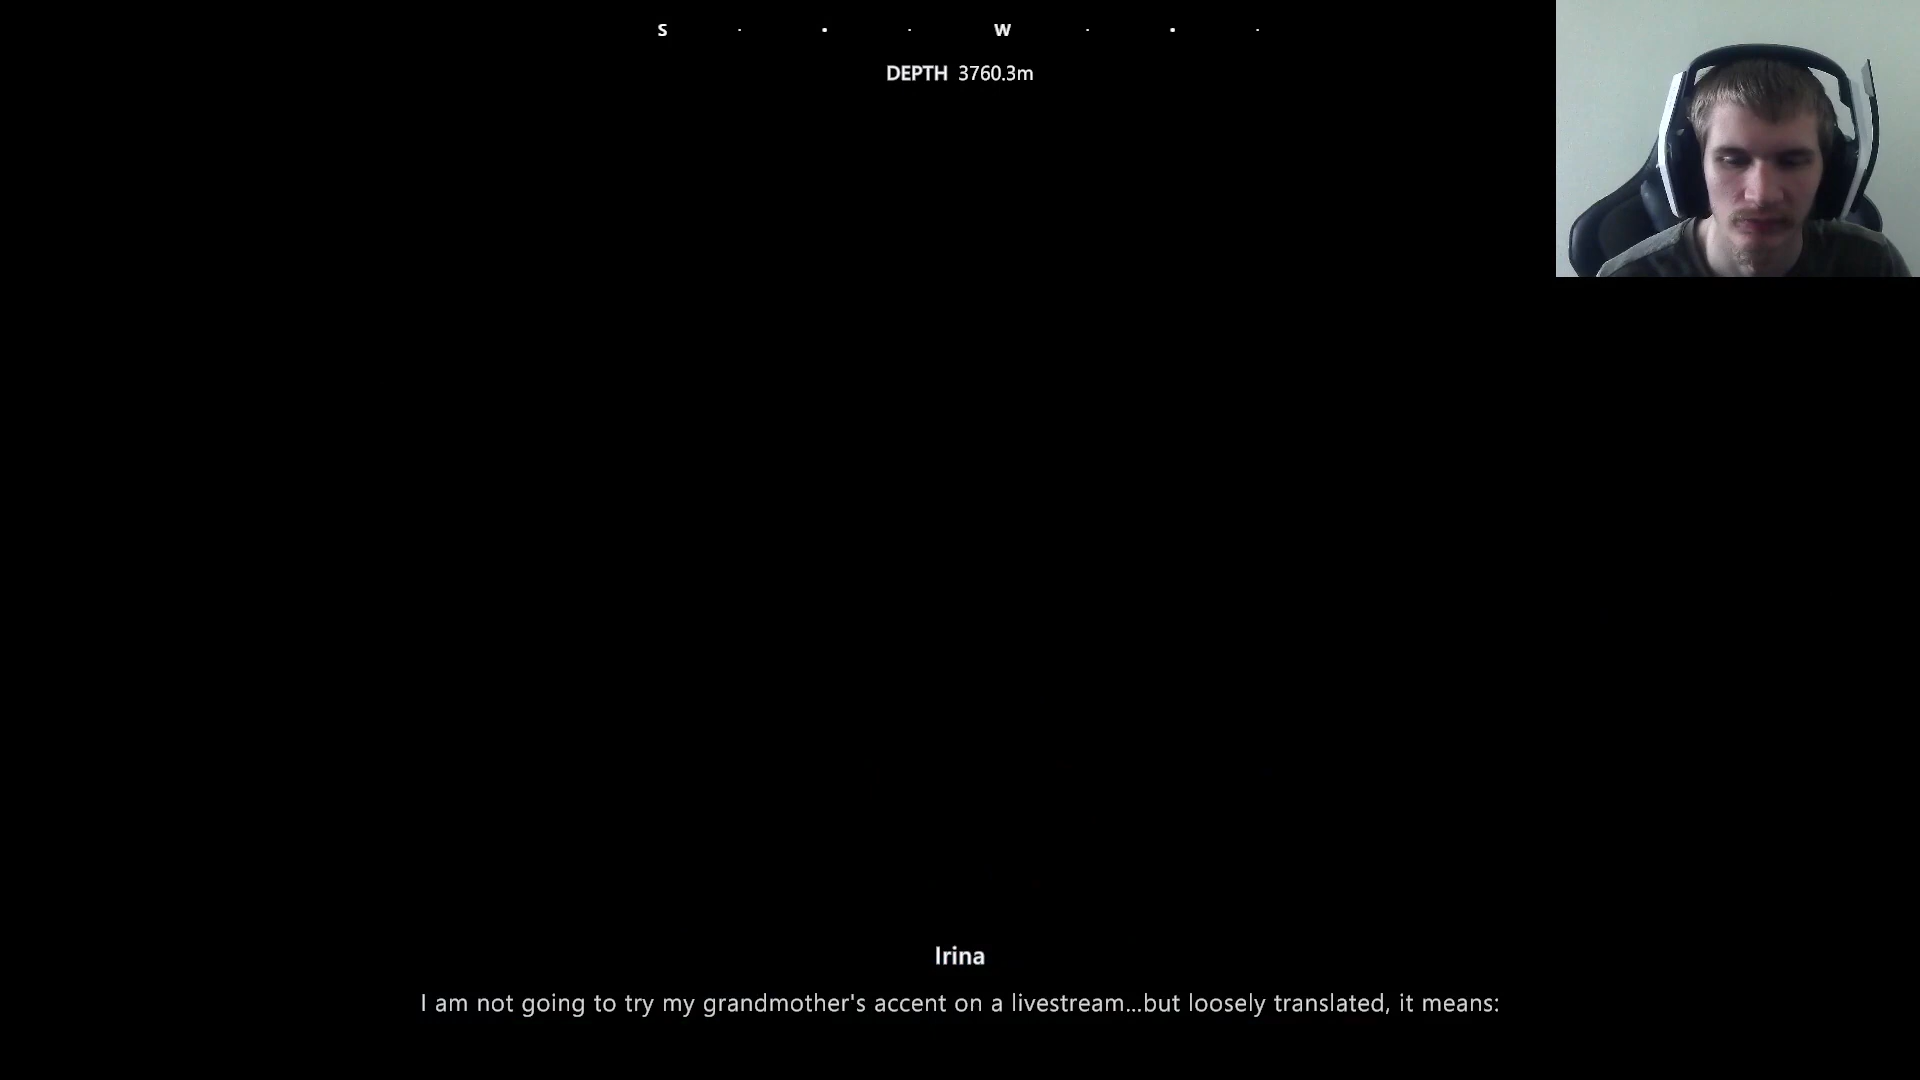 S W
DEPTH 3760.3m
Irina
I am not going to try my grandmother's accent on a livestream...but loosely translated, it means: